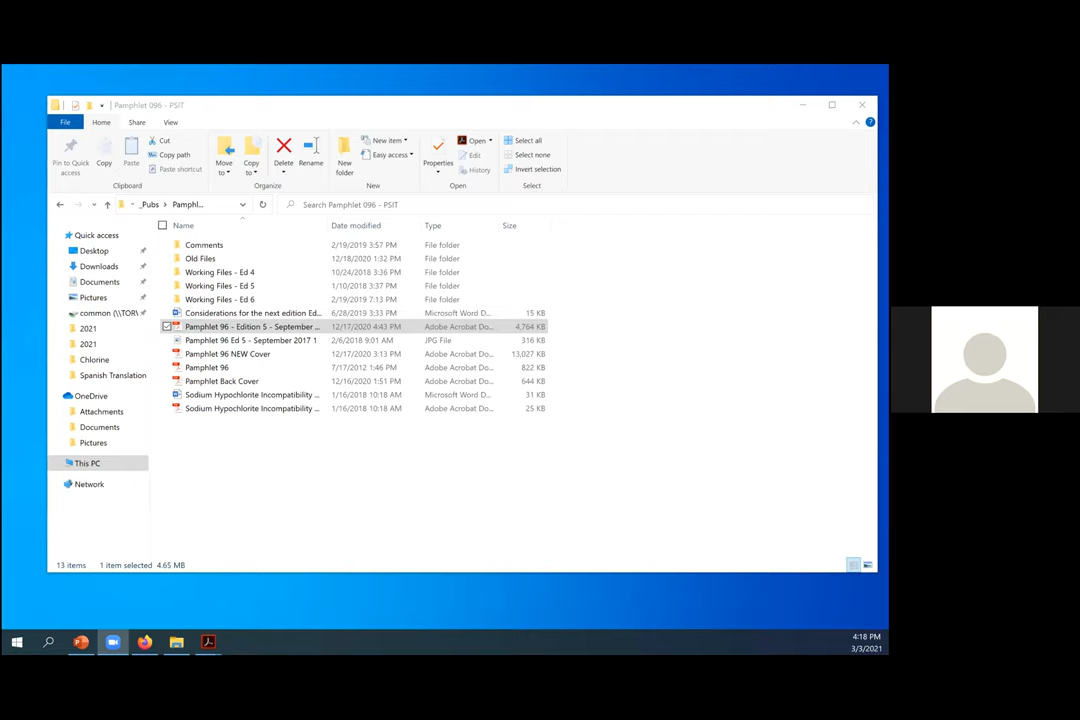 Pamphlet 096 - PSIT
File Home Share View
Pin to Quick access
Copy
Paste
Cut
Copy path
Paste shortcut
Clipboard
Move to
Copy to
Delete
Rename
Organize
New folder
New item
Easy access
New
Properties
Open
Edit
History
Open
Select all
Select none
Invert selection
Select
_Pubs Pamphl... Search Pamphlet 096 - PSIT
Name Date modified Type Size
Quick access
Desktop
Downloads
Documents
Pictures
common (\\TOR\
2021
2021
Chlorine
Spanish Translation
OneDrive
Attachments
Documents
Pictures
This PC
Network
Comments 2/19/2019 3:57 PM File folder
Old Files 12/18/2020 1:32 PM File folder
Working Files - Ed 4 10/24/2018 3:36 PM File folder
Working Files - Ed 5 1/10/2018 3:37 PM File folder
Working Files - Ed 6 2/19/2019 7:13 PM File folder
Considerations for the next edition Ed... 6/28/2019 3:33 PM Microsoft Word D... 15 KB
Pamphlet 96 - Edition 5 - September ... 12/17/2020 4:43 PM Adobe Acrobat Do... 4,764 KB
Pamphlet 96 Ed 5 - September 2017 1 2/6/2018 9:01 AM JPG File 316 KB
Pamphlet 96 NEW Cover 12/17/2020 3:13 PM Adobe Acrobat Do... 13,027 KB
Pamphlet 96 7/17/2012 1:46 PM Adobe Acrobat Do... 822 KB
Pamphlet Back Cover 12/16/2020 1:51 PM Adobe Acrobat Do... 644 KB
Sodium Hypochlorite Incompatibility ... 1/16/2018 10:18 AM Microsoft Word D... 31 KB
Sodium Hypochlorite Incompatibility ... 1/16/2018 10:18 AM Adobe Acrobat Do... 25 KB
13 items 1 item selected 4.65 MB
4:18 PM
3/3/2021